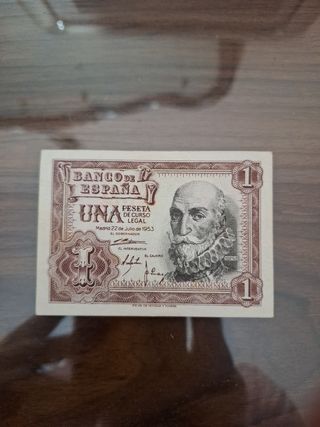 BANCO DE
ESPAÑA
1
UNA PESETA
DE CURSO
LEGAL
Madrid 22 de Julio de 1953
EL GOBERNADOR
EL INTERVENTOR
EL CAJERO
1
1